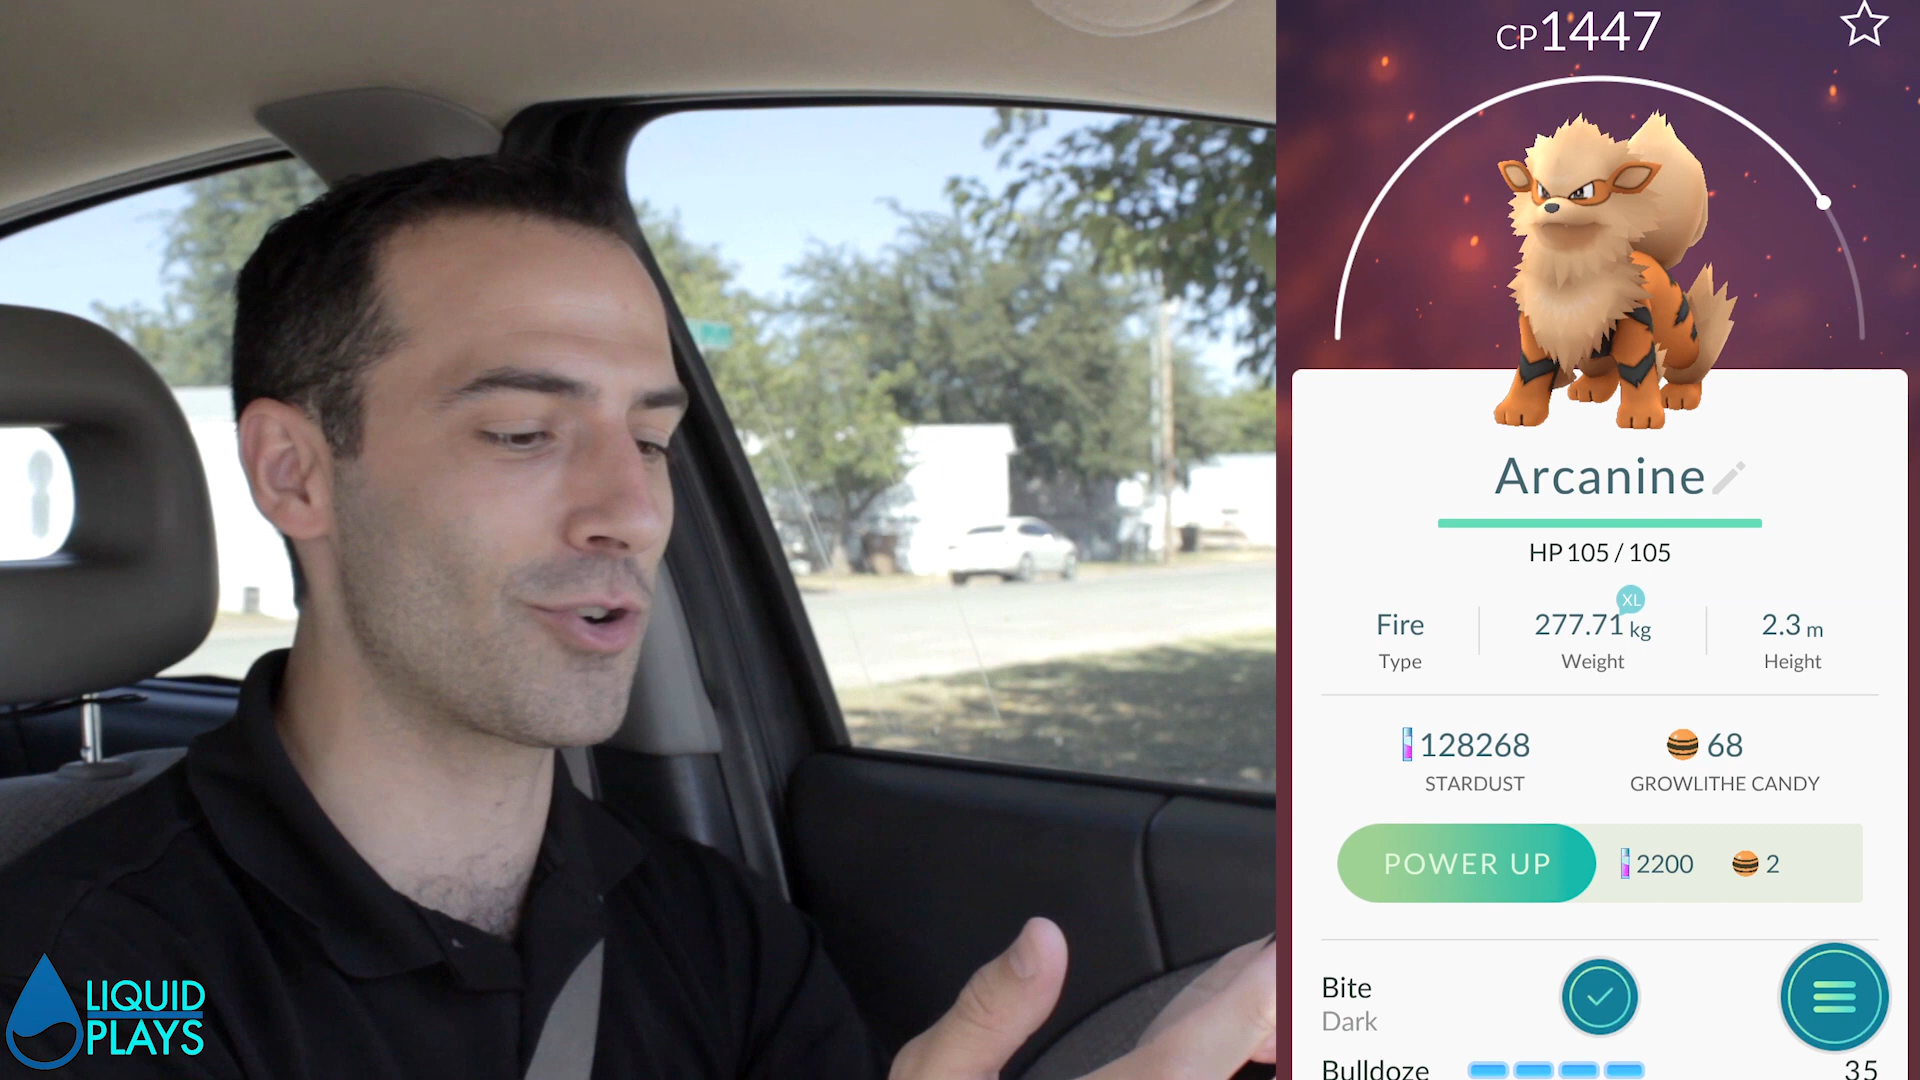 CP1447
Arcanine
HP 105 / 105
XL
Fire
277.71 kg
2.3 m
Type
Weight
Height
128268
68
STARDUST
GROWLITHE CANDY
POWER UP
2200
2
Bite
Dark
Bulldoze
35
LIQUID
PLAYS